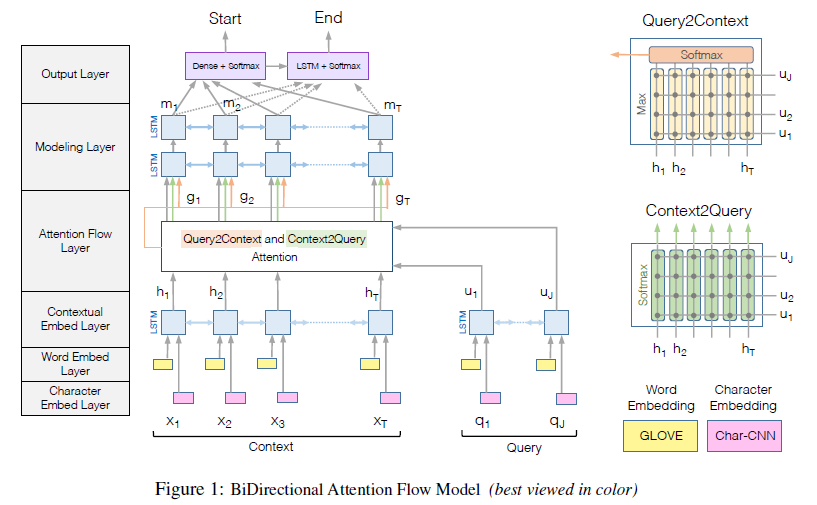 Start End
Output Layer
Dense + Softmax
LSTM + Softmax
m1 m2 mT
Modeling Layer
LSTM
LSTM
g1 g2 gT
Attention Flow
Layer
Query2Context and Context2Query
Attention
h1 h2 hT
u1 uJ
Contextual
Embed Layer
LSTM
LSTM
Word Embed
Layer
Character
Embed Layer
x1 x2 x3 xT
q1 qJ
Context
Query
Query2Context
Softmax
Max
uJ
u2
u1
h1 h2 hT
Context2Query
Softmax
uJ
u2
u1
h1 h2 hT
Word
Embedding
Character
Embedding
GLOVE
Char-CNN
Figure 1: BiDirectional Attention Flow Model (best viewed in color)